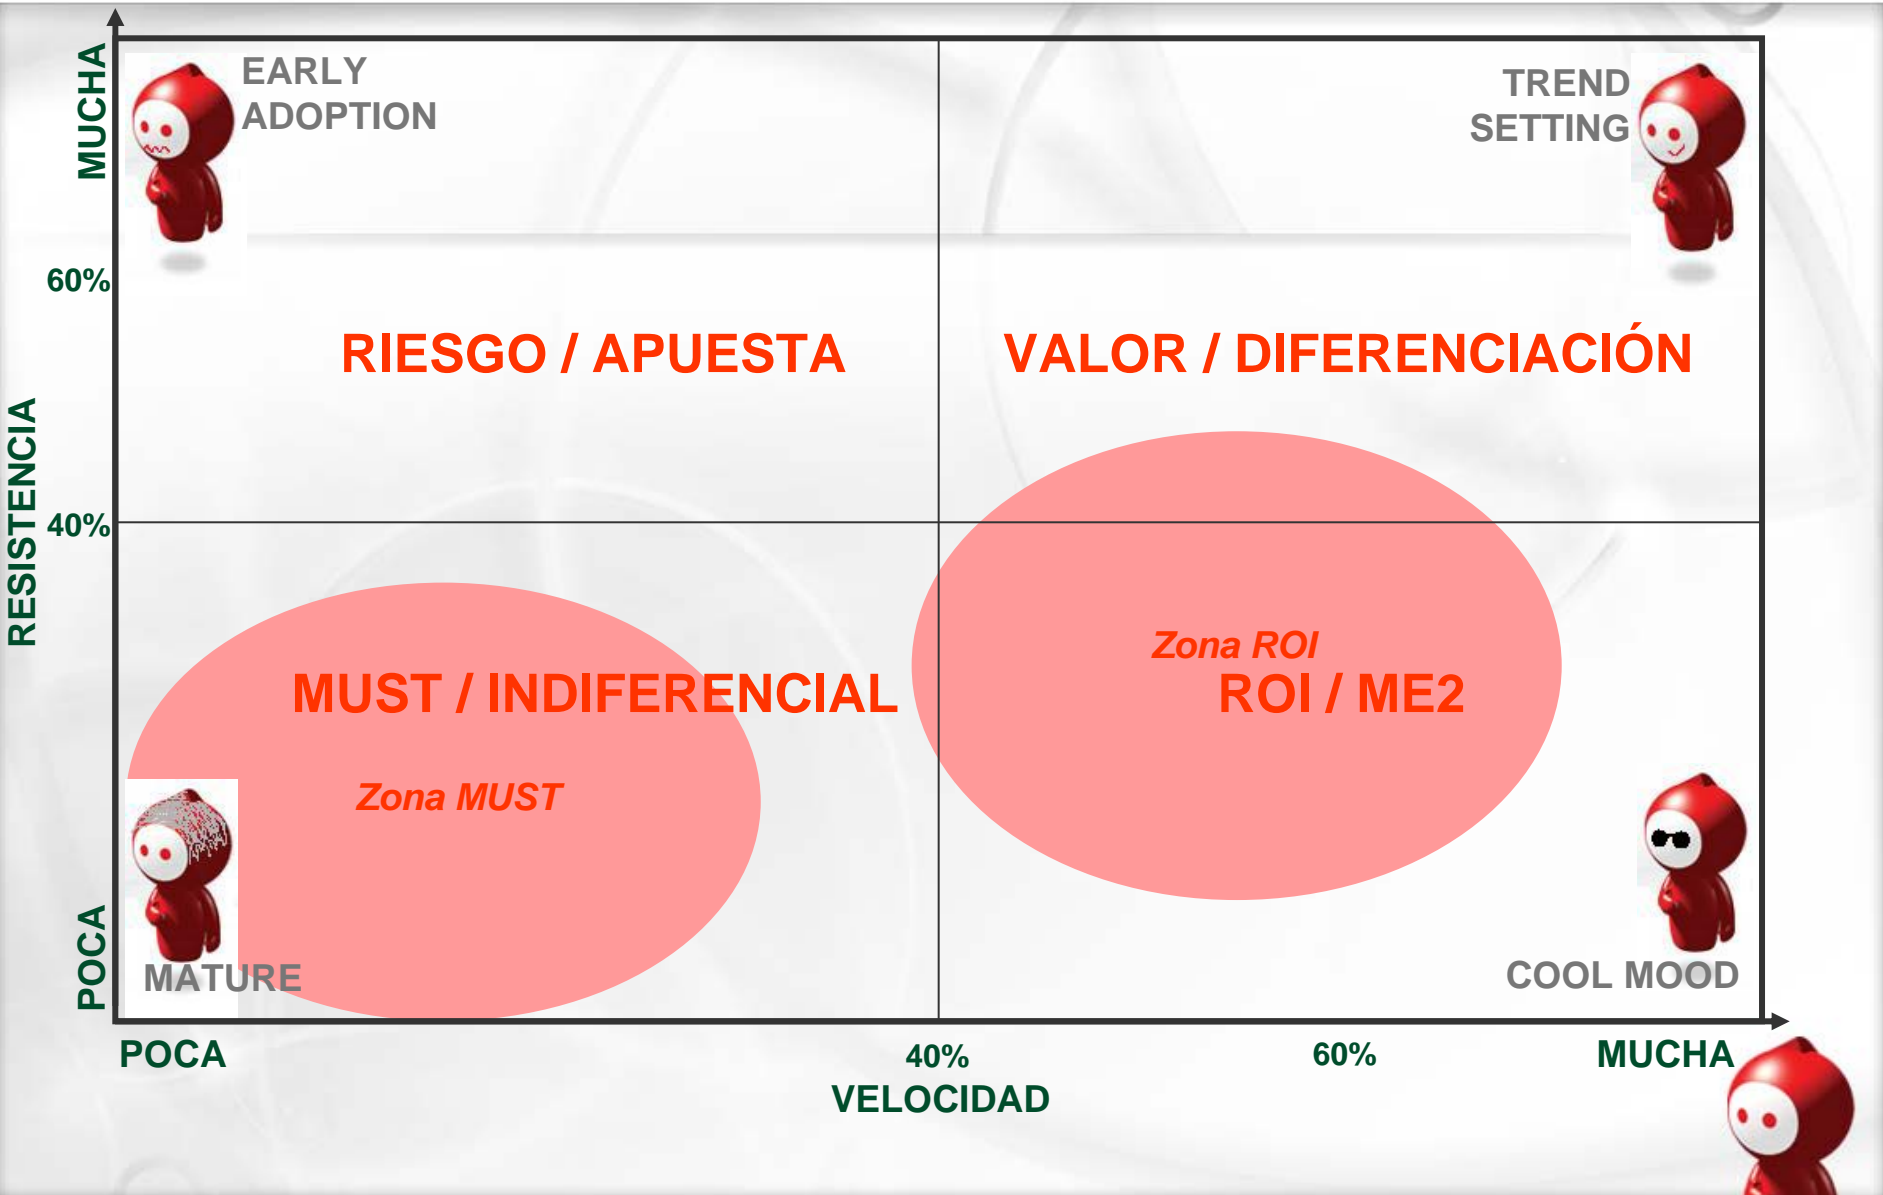 MUCHA
EARLY
ADOPTION
TREND
SETTING
60%
RIESGO / APUESTA
VALOR / DIFERENCIACIÓN
RESISTENCIA
40%
Zona ROI
MUST / INDIFERENCIAL
ROI / ME2
Zona MUST
POCA
MATURE
COOL MOOD
POCA
40%
60%
MUCHA
VELOCIDAD